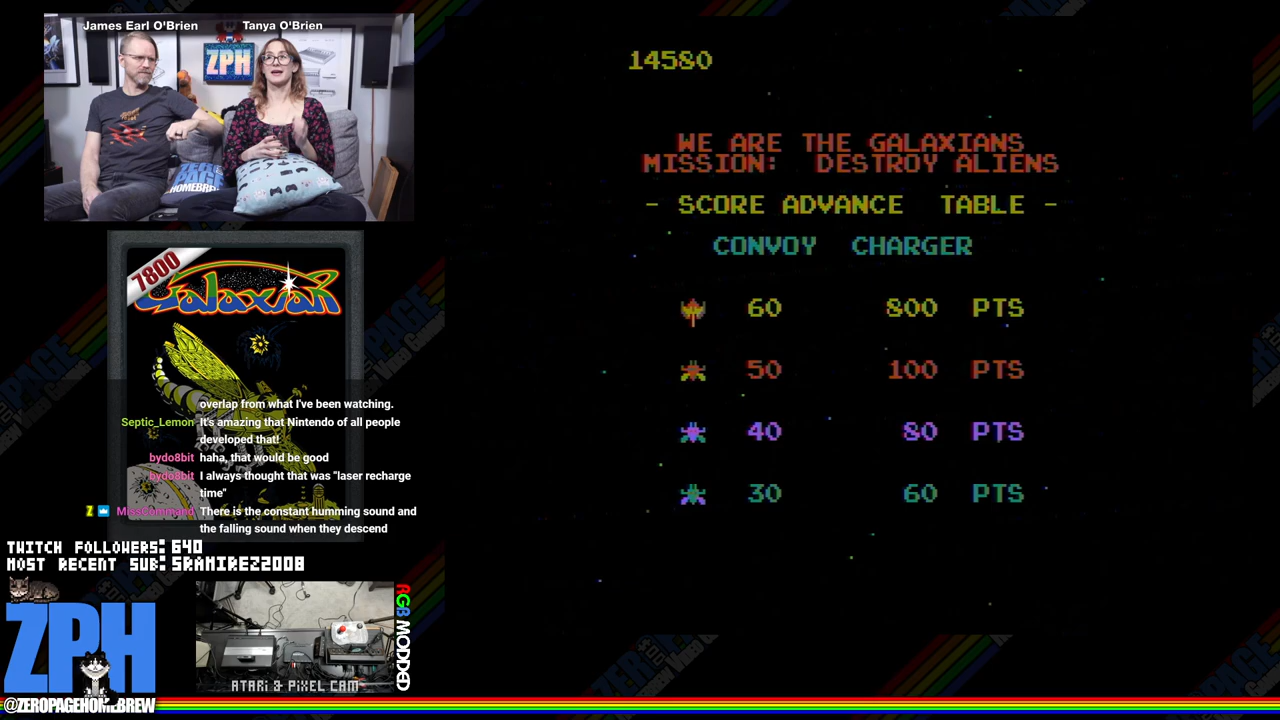 James Earl O'Brien
Tanya O'Brien
ZPH
PAGE
HOMEBREW
7800
Galaxian
overlap from what I've been watching.
Septic_Lemon It's amazing that Nintendo of all people
developed that!
bydo8bit haha, that would be good
bydo8bit I always thought that was "laser recharge
time"
Z MissCommand There is the constant humming sound and
the falling sound when they descend
TWITCH FOLLOWERS: 640
MOST RECENT SUB: SRAMIREZ2008
ZPH
@ZEROPAGEHOMEBREW
ATARI & PIXEL CAM
RGB MODDED
14580
WE ARE THE GALAXIANS
MISSION: DESTROY ALIENS
- SCORE ADVANCE TABLE -
CONVOY CHARGER
60 800 PTS
50 100 PTS
40 80 PTS
30 60 PTS